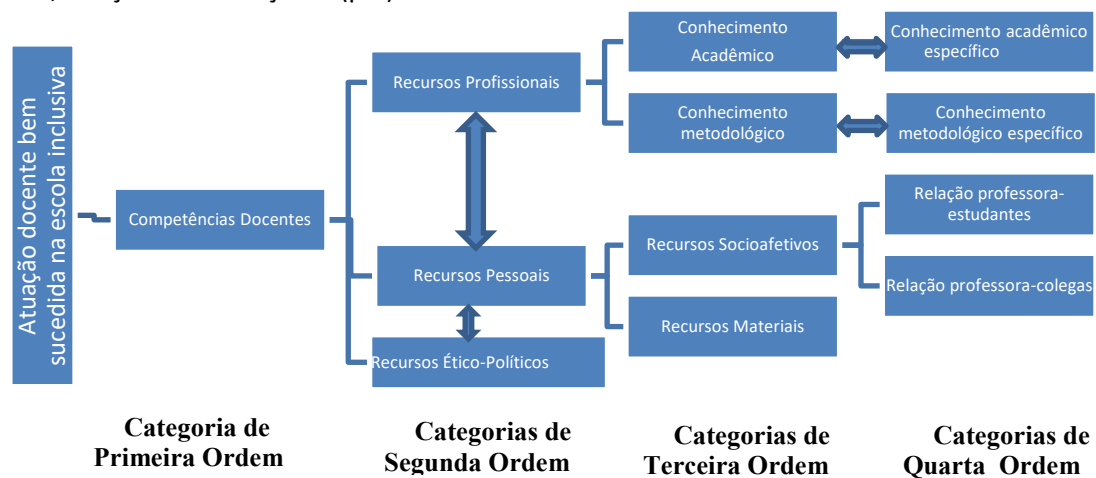 Atuação docente bem
sucedida na escola inclusiva
Competências Docentes
Recursos Profissionais
Recursos Pessoais
Recursos Ético-Políticos
Conhecimento
Acadêmico
Conhecimento
metodológico
Recursos Socioafetivos
Recursos Materiais
Conhecimento acadêmico
específico
Conhecimento
metodológico específico
Relação professora-
estudantes
Relação professora-colegas
Categoria de
Primeira Ordem
Categorias de
Segunda Ordem
Categorias de
Terceira Ordem
Categorias de
Quarta Ordem